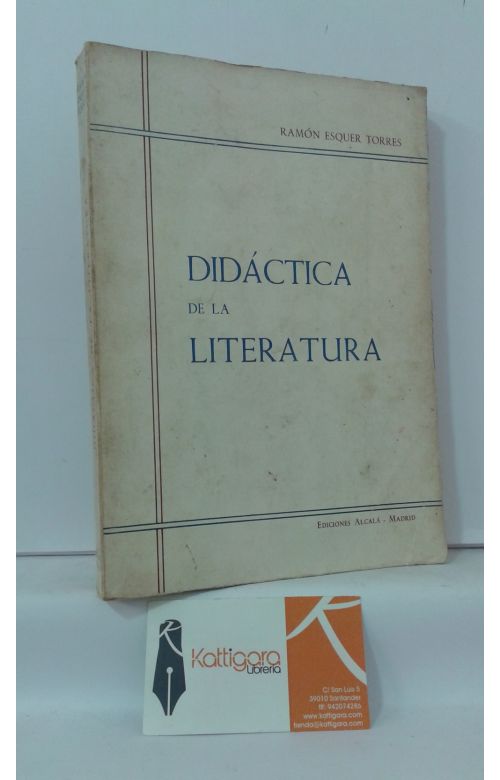 RAMÓN ESQUER TORRES
DIDÁCTICA
DE LA
LITERATURA
EDICIONES ALCALÁ - MADRID
Kattigara
Librería
C/ San Luis 5
39010 Santander
tlf: 942074286
www.kattigara.com
tienda@kattigara.com